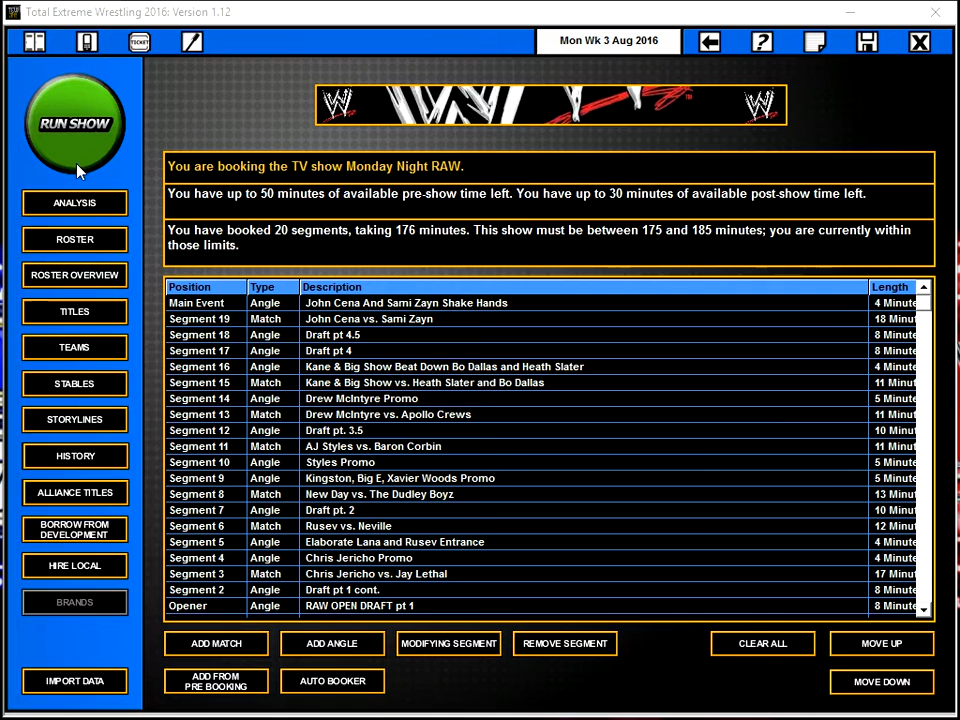 Total Extreme Wrestling 2016: Version 1.12
TICKET
Mon Wk 3 Aug 2016
?
X
RUN SHOW
ANALYSIS
ROSTER
ROSTER OVERVIEW
TITLES
TEAMS
STABLES
STORYLINES
HISTORY
ALLIANCE TITLES
BORROW FROM
DEVELOPMENT
HIRE LOCAL
BRANDS
IMPORT DATA
You are booking the TV show Monday Night RAW.
You have up to 50 minutes of available pre-show time left. You have up to 30 minutes of available post-show time left.
You have booked 20 segments, taking 176 minutes. This show must be between 175 and 185 minutes; you are currently within
those limits.
Position Type Description Length
Main Event Angle John Cena And Sami Zayn Shake Hands 4 Minute
Segment 19 Match John Cena vs. Sami Zayn 18 Minut
Segment 18 Angle Draft pt 4.5 8 Minute
Segment 17 Angle Draft pt 4 8 Minute
Segment 16 Angle Kane & Big Show Beat Down Bo Dallas and Heath Slater 4 Minute
Segment 15 Match Kane & Big Show vs. Heath Slater and Bo Dallas 11 Minut
Segment 14 Angle Drew McIntyre Promo 5 Minute
Segment 13 Match Drew McIntyre vs. Apollo Crews 11 Minut
Segment 12 Angle Draft pt. 3.5 10 Minut
Segment 11 Match AJ Styles vs. Baron Corbin 11 Minut
Segment 10 Angle Styles Promo 5 Minute
Segment 9 Angle Kingston, Big E, Xavier Woods Promo 5 Minute
Segment 8 Match New Day vs. The Dudley Boyz 13 Minut
Segment 7 Angle Draft pt. 2 10 Minut
Segment 6 Match Rusev vs. Neville 12 Minut
Segment 5 Angle Elaborate Lana and Rusev Entrance 4 Minute
Segment 4 Angle Chris Jericho Promo 8 Minute
Segment 3 Match Chris Jericho vs. Jay Lethal 17 Minut
Segment 2 Angle Draft pt 1 cont. 8 Minute
Opener Angle RAW OPEN DRAFT pt 1 8 Minute
ADD MATCH
ADD ANGLE
MODIFYING SEGMENT
REMOVE SEGMENT
CLEAR ALL
MOVE UP
ADD FROM
PRE BOOKING
AUTO BOOKER
MOVE DOWN